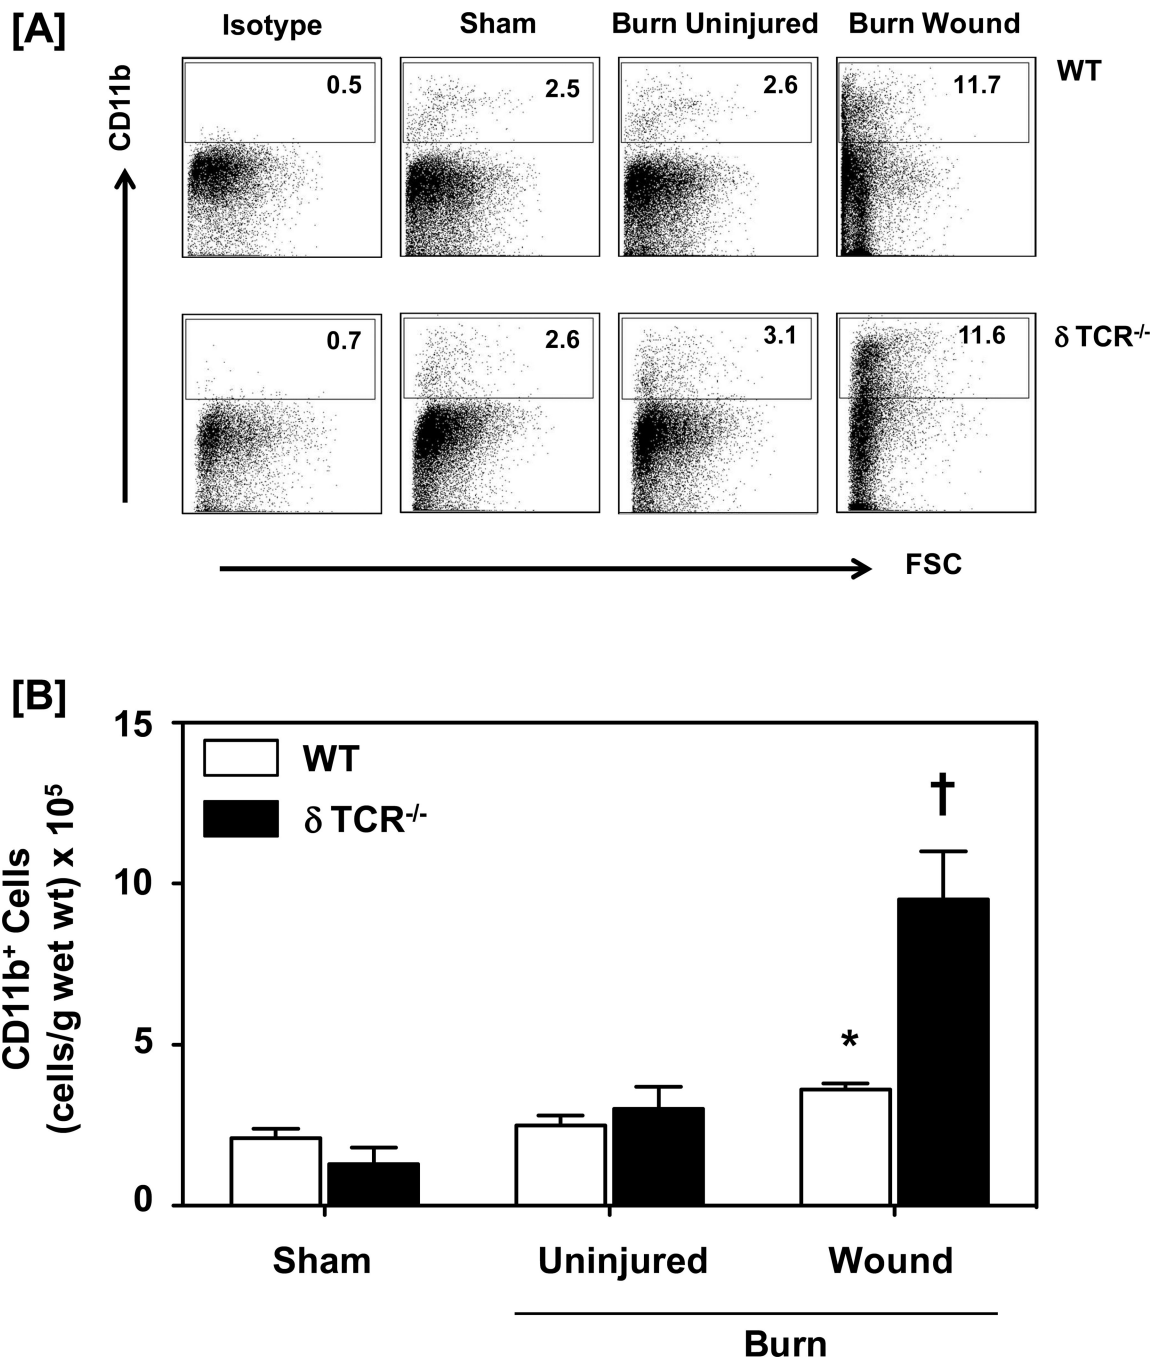 [A]
Isotype Sham Burn Uninjured Burn Wound
CD11b
0.5 2.5 2.6 11.7 WT
0.7 2.6 3.1 11.6 δ TCR-/-
FSC
[B]
CD11b+ Cells
(cells/g wet wt) x 10⁵
15
10
5
0
WT
δ TCR-/-
†
*
Sham Uninjured Wound
Burn